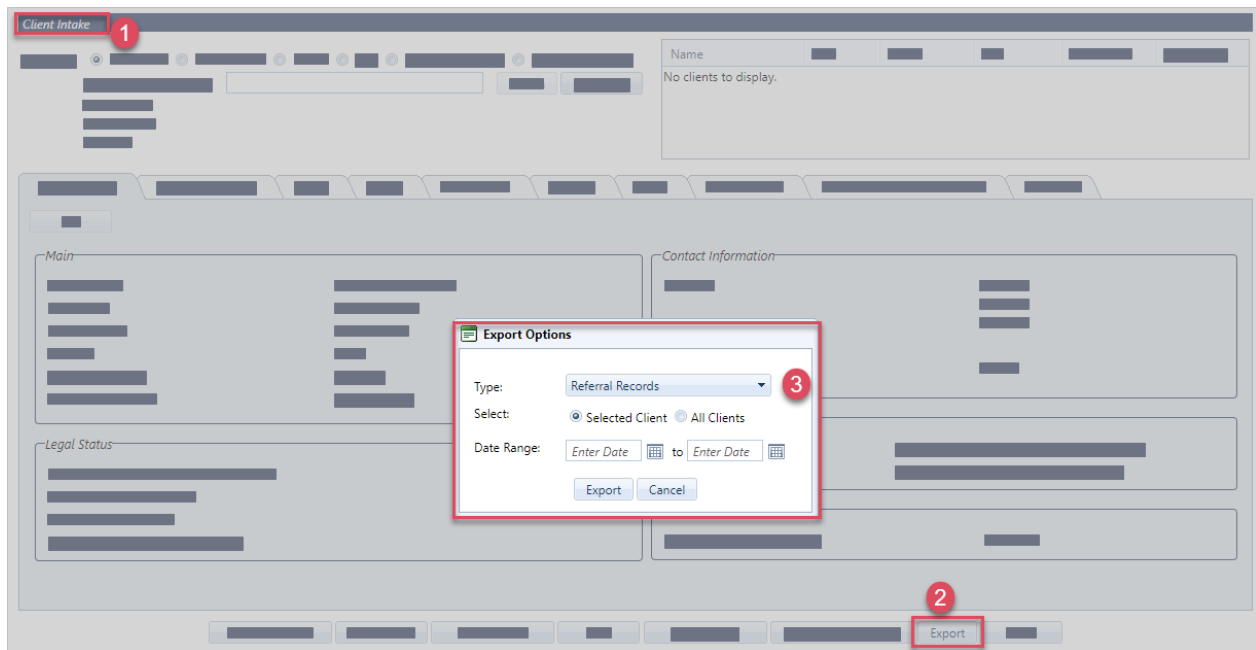 Client Intake
1
Name
No clients to display.
Main
Contact Information
Export Options
Type: Referral Records 3
Select: Selected Client All Clients
Date Range: Enter Date to Enter Date
Export Cancel
Legal Status
2
Export